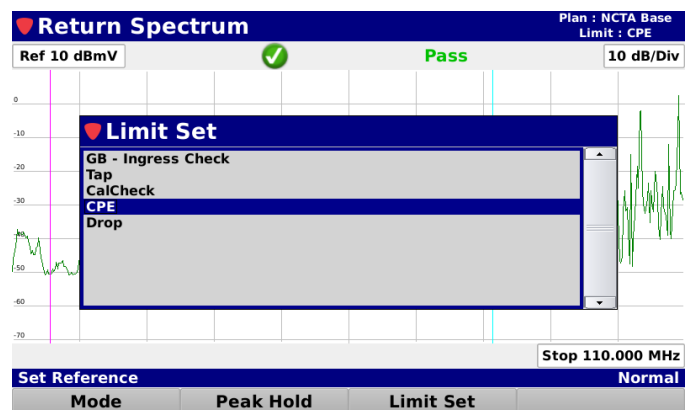 Return Spectrum
Plan : NCTA Base
Limit : CPE
Ref 10 dBmV
Pass
10 dB/Div
0
-10
Limit Set
GB - Ingress Check
-20
Tap
CalCheck
-30
CPE
Drop
-40
-50
-60
-70
Stop 110.000 MHz
Set Reference
Normal
Mode
Peak Hold
Limit Set